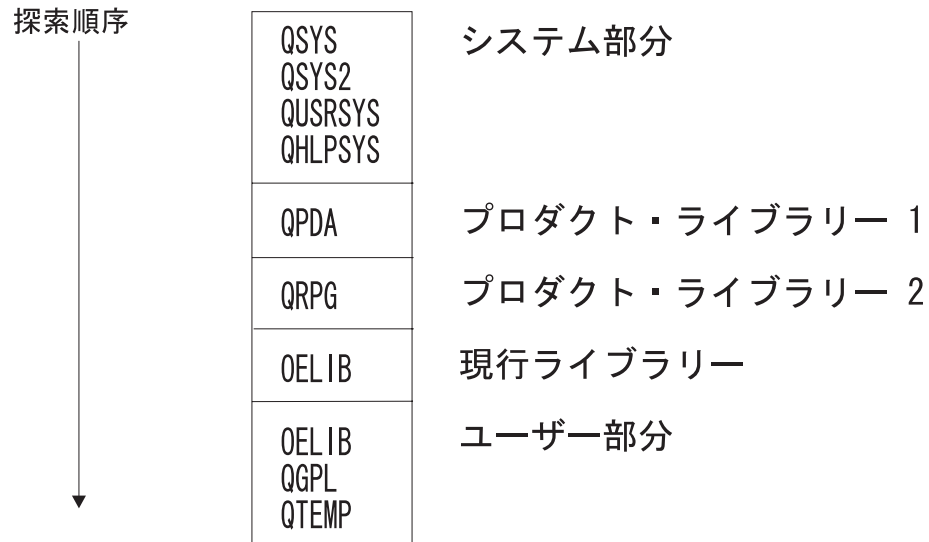 探索順序
QSYS システム部分
QSYS2
QUSRSYS
QHLPSYS
QPDA プロダクト・ライブラリー 1
QRPG プロダクト・ライブラリー 2
OELIB 現行ライブラリー
OELIB ユーザー部分
QGPL
QTEMP